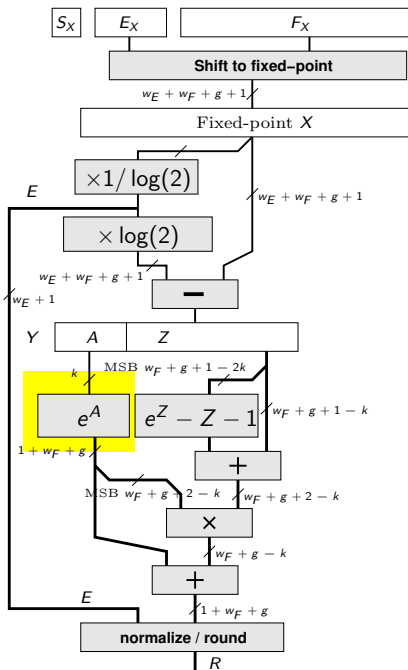 S_X E_X F_X
Shift to fixed−point
w_E + w_F + g + 1
Fixed-point X
×1/ log(2)
E
w_E + w_F + g + 1
× log(2)
w_E + w_F + g + 1
−
w_E + 1
Y A Z
MSB w_F + g + 1 − 2k
k
e^A e^Z − Z − 1
w_F + g + 1 − k
1 + w_F + g
+
MSB w_F + g + 2 − k
w_F + g + 2 − k
×
w_F + g − k
+
E
1 + w_F + g
normalize / round
R